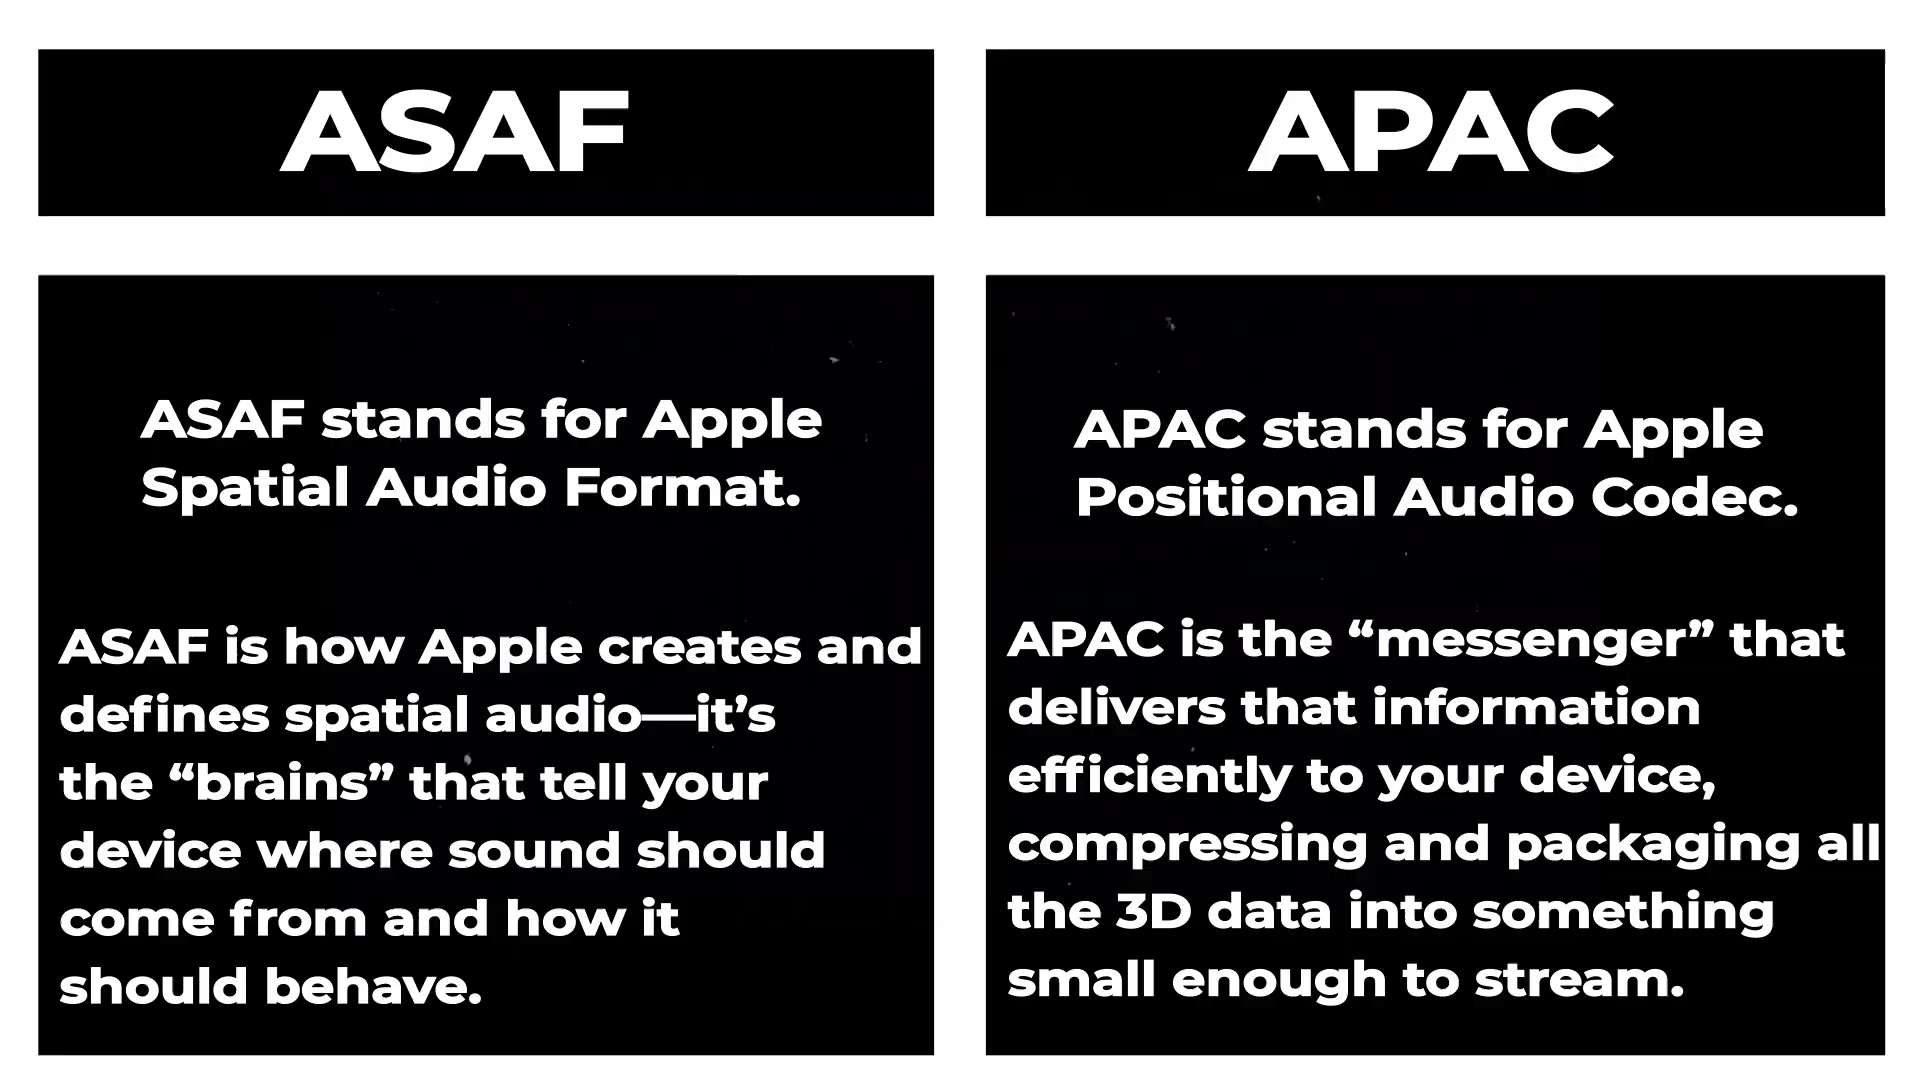 ASAF
ASAF stands for Apple
Spatial Audio Format.
ASAF is how Apple creates and
defines spatial audio—it’s
the “brains” that tell your
device where sound should
come from and how it
should behave.
APAC
APAC stands for Apple
Positional Audio Codec.
APAC is the “messenger” that
delivers that information
efficiently to your device,
compressing and packaging all
the 3D data into something
small enough to stream.